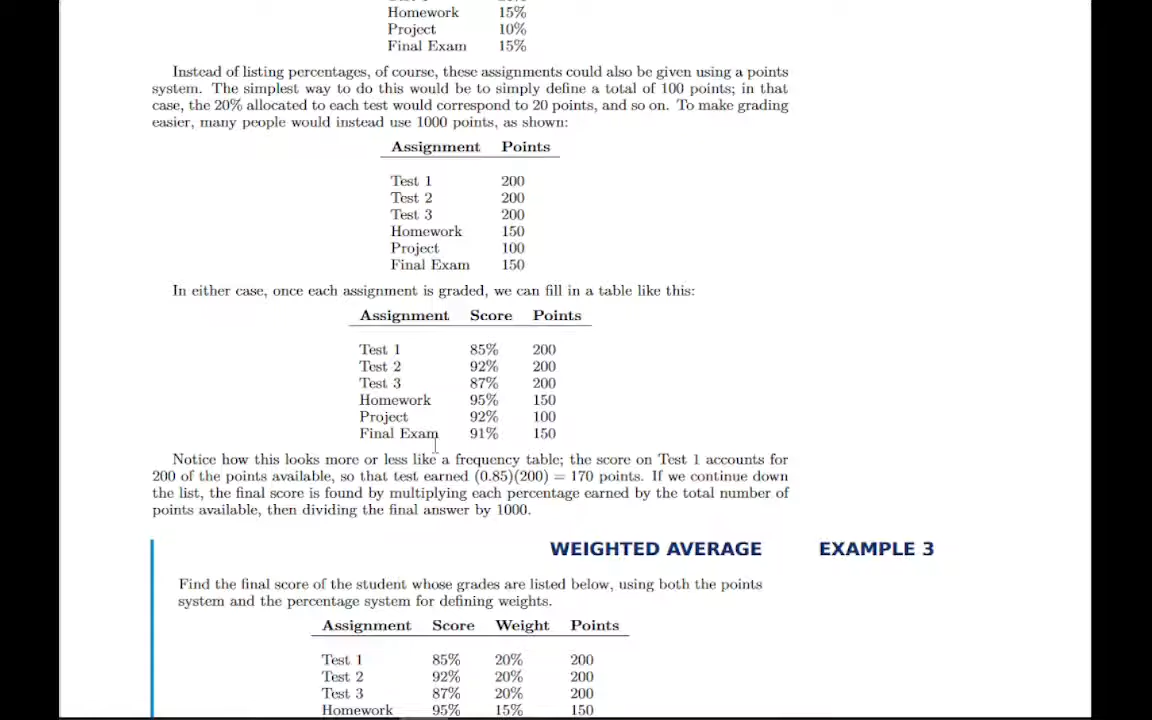 Homework 15%
Project 10%
Final Exam 15%
Instead of listing percentages, of course, these assignments could also be given using a points
system. The simplest way to do this would be to simply define a total of 100 points; in that
case, the 20% allocated to each test would correspond to 20 points, and so on. To make grading
easier, many people would instead use 1000 points, as shown:
Assignment Points
Test 1 200
Test 2 200
Test 3 200
Homework 150
Project 100
Final Exam 150
In either case, once each assignment is graded, we can fill in a table like this:
Assignment Score Points
Test 1 85% 200
Test 2 92% 200
Test 3 87% 200
Homework 95% 150
Project 92% 100
Final Exam 91% 150
Notice how this looks more or less like a frequency table; the score on Test 1 accounts for
200 of the points available, so that test earned (0.85)(200) = 170 points. If we continue down
the list, the final score is found by multiplying each percentage earned by the total number of
points available, then dividing the final answer by 1000.
WEIGHTED AVERAGE EXAMPLE 3
Find the final score of the student whose grades are listed below, using both the points
system and the percentage system for defining weights.
Assignment Score Weight Points
Test 1 85% 20% 200
Test 2 92% 20% 200
Test 3 87% 20% 200
Homework 95% 15% 150